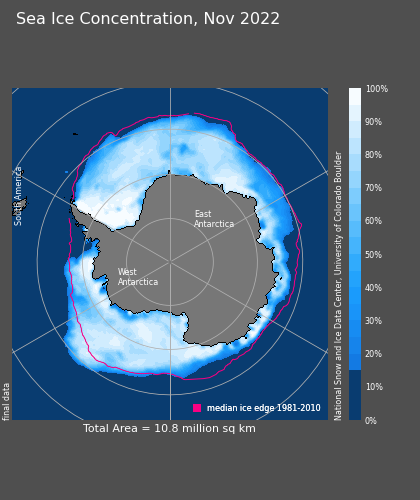 Sea Ice Concentration, Nov 2022
100%
90%
80%
70%
60%
50%
40%
30%
20%
10%
0%
South America
East
Antarctica
West
Antarctica
National Snow and Ice Data Center, University of Colorado Boulder
final data
median ice edge 1981-2010
Total Area = 10.8 million sq km